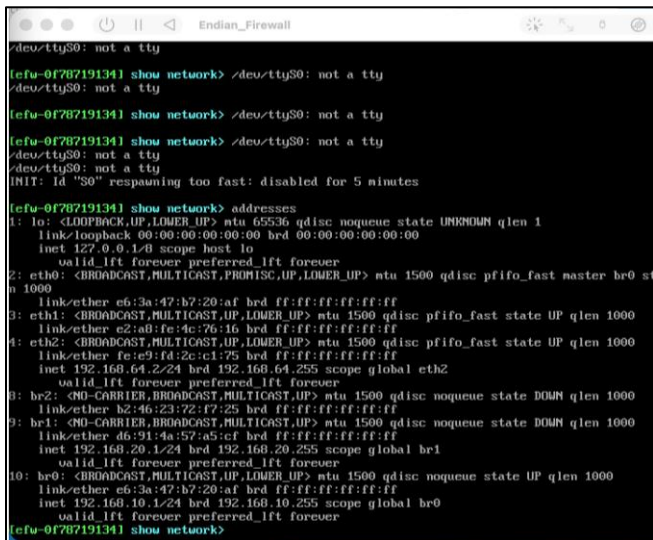 Endian_Firewall
/dev/ttyS0: not a tty
[efw-0f78719134] show network> /dev/ttyS0: not a tty
/dev/ttyS0: not a tty
[efw-0f78719134] show network> /dev/ttyS0: not a tty
[efw-0f78719134] show network> /dev/ttyS0: not a tty
/dev/ttyS0: not a tty
/dev/ttyS0: not a tty
INIT: Id "S0" respawning too fast: disabled for 5 minutes
[efw-0f78719134] show network> addresses
1: lo: <LOOPBACK,UP,LOWER_UP> mtu 65536 qdisc noqueue state UNKNOWN qlen 1
link/loopback 00:00:00:00:00:00 brd 00:00:00:00:00:00
inet 127.0.0.1/8 scope host lo
valid_lft forever preferred_lft forever
2: eth0: <BROADCAST,MULTICAST,PROMISC,UP,LOWER_UP> mtu 1500 qdisc pfifo_fast master br0 st
n 1000
link/ether e6:3a:47:b7:20:af brd ff:ff:ff:ff:ff:ff
3: eth1: <BROADCAST,MULTICAST,UP,LOWER_UP> mtu 1500 qdisc pfifo_fast state UP qlen 1000
link/ether e2:a8:fe:4c:76:16 brd ff:ff:ff:ff:ff:ff
4: eth2: <BROADCAST,MULTICAST,UP,LOWER_UP> mtu 1500 qdisc pfifo_fast state UP qlen 1000
link/ether fe:e9:fd:2c:c1:75 brd ff:ff:ff:ff:ff:ff
inet 192.168.64.2/24 brd 192.168.64.255 scope global eth2
valid_lft forever preferred_lft forever
8: br2: <NO-CARRIER,BROADCAST,MULTICAST,UP> mtu 1500 qdisc noqueue state DOWN qlen 1000
link/ether b2:46:23:72:f7:25 brd ff:ff:ff:ff:ff:ff
9: br1: <NO-CARRIER,BROADCAST,MULTICAST,UP> mtu 1500 qdisc noqueue state DOWN qlen 1000
link/ether d6:91:4a:57:a5:cf brd ff:ff:ff:ff:ff:ff
inet 192.168.20.1/24 brd 192.168.20.255 scope global br1
valid_lft forever preferred_lft forever
10: br0: <BROADCAST,MULTICAST,UP,LOWER_UP> mtu 1500 qdisc noqueue state UP qlen 1000
link/ether e6:3a:47:b7:20:af brd ff:ff:ff:ff:ff:ff
inet 192.168.10.1/24 brd 192.168.10.255 scope global br0
valid_lft forever preferred_lft forever
[efw-0f78719134] show network>